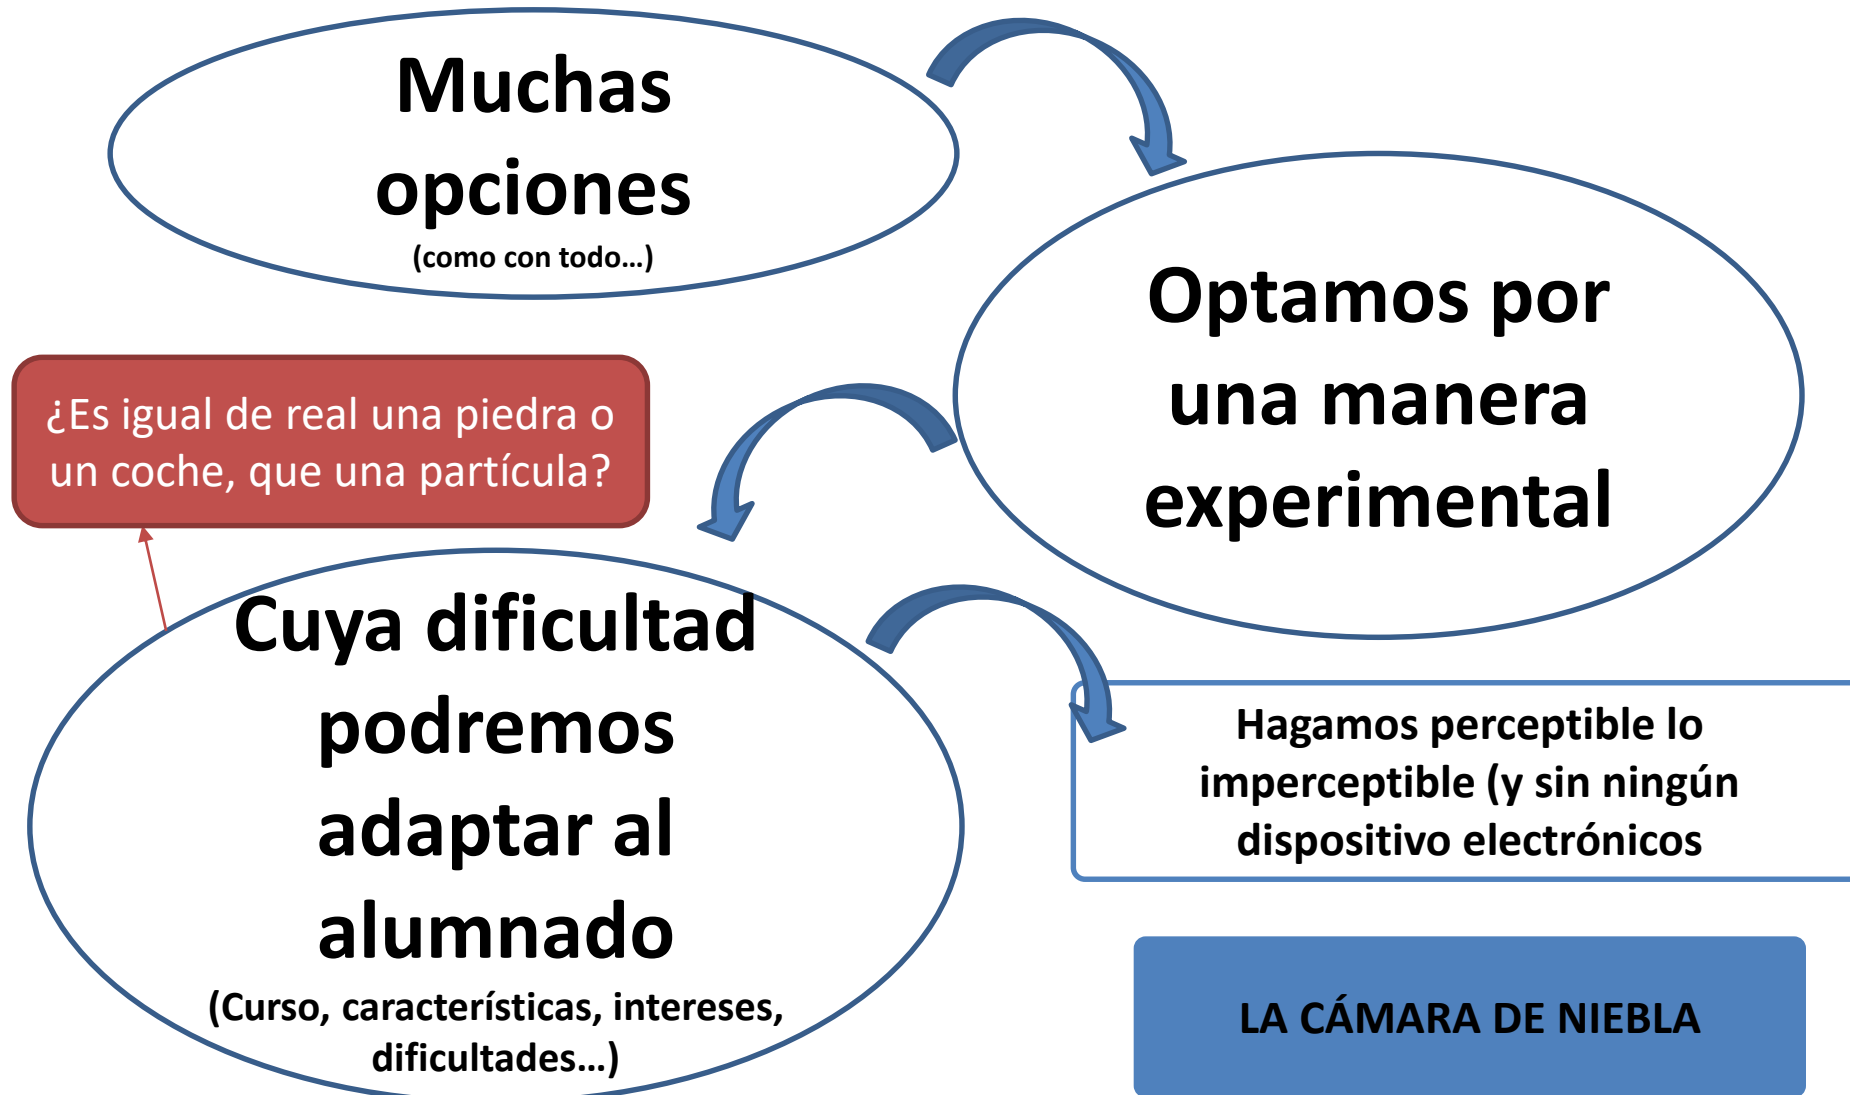 Muchas
opciones
(como con todo…)
Optamos por
una manera
experimental
¿Es igual de real una piedra o
un coche, que una partícula?
Cuya dificultad
podremos
adaptar al
alumnado
(Curso, característísticas, intereses,
dificultades…)
Hagamos perceptible lo
imperceptible (y sin ningún
dispositivo electrónicos
LA CÁMARA DE NIEBLA